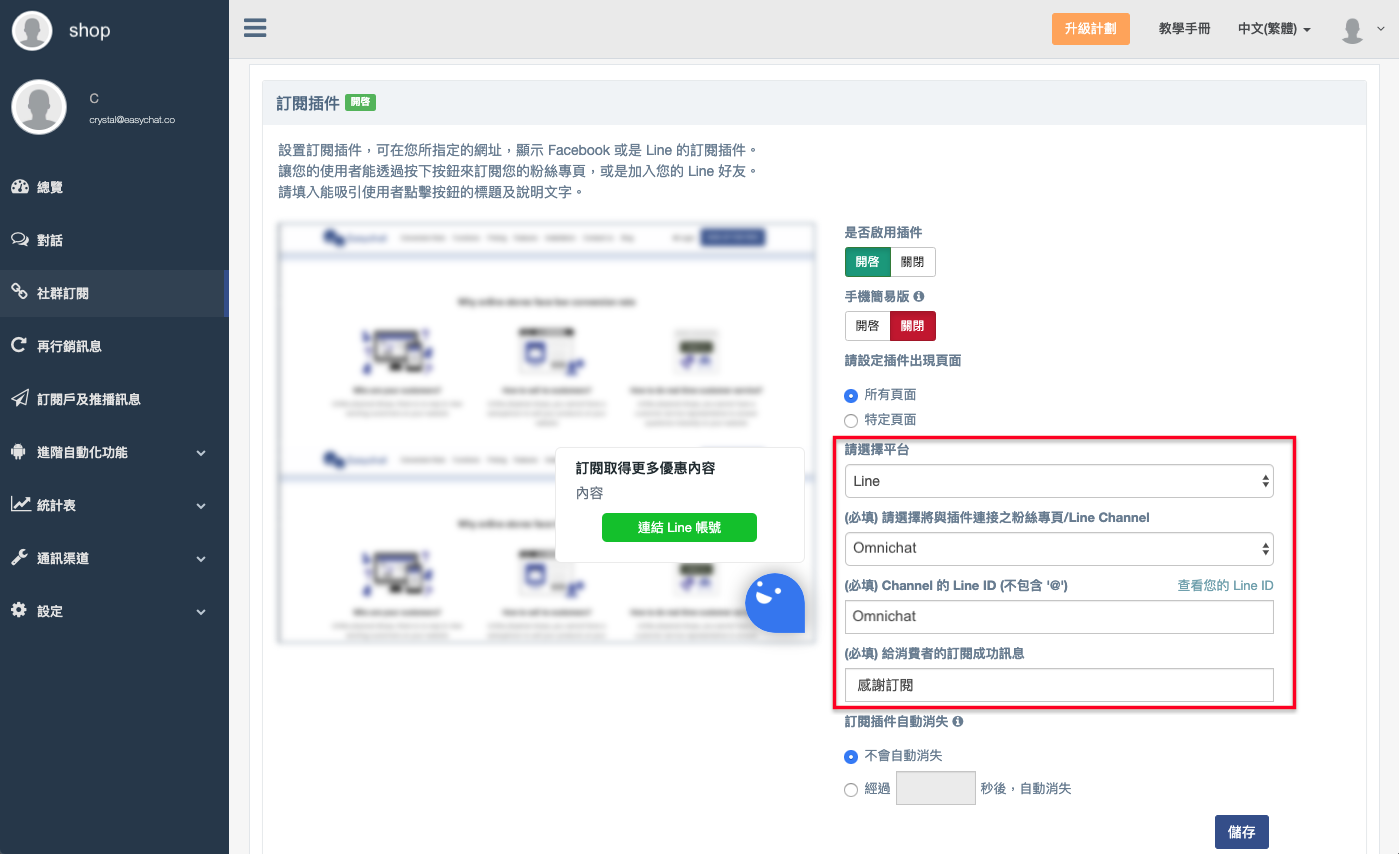 shop
升級計劃
教學手冊
中文(繁體)
C
crystal@easychat.co
總覽
對話
社群訂閱
再行銷訊息
訂閱戶及推播訊息
進階自動化功能
統計表
通訊渠道
設定
訂閱插件 開啓
設置訂閱插件，可在您所指定的網址，顯示 Facebook 或是 Line 的訂閱插件。
讓您的使用者能透過按下按鈕來訂閱您的粉絲專頁，或是加入您的 Line 好友。
請填入能吸引使用者點擊按鈕的標題及說明文字。
訂閱取得更多優惠內容
內容
連結 Line 帳號
是否啟用插件
開啓 關閉
手機簡易版
開啓 關閉
請設定插件出現頁面
所有頁面
特定頁面
請選擇平台
Line
(必填) 請選擇將與插件連接之粉絲專頁/Line Channel
Omnichat
(必填) Channel 的 Line ID (不包含 '@') 查看您的 Line ID
Omnichat
(必填) 給消費者的訂閱成功訊息
感謝訂閱
訂閱插件自動消失
不會自動消失
經過 秒後，自動消失
儲存